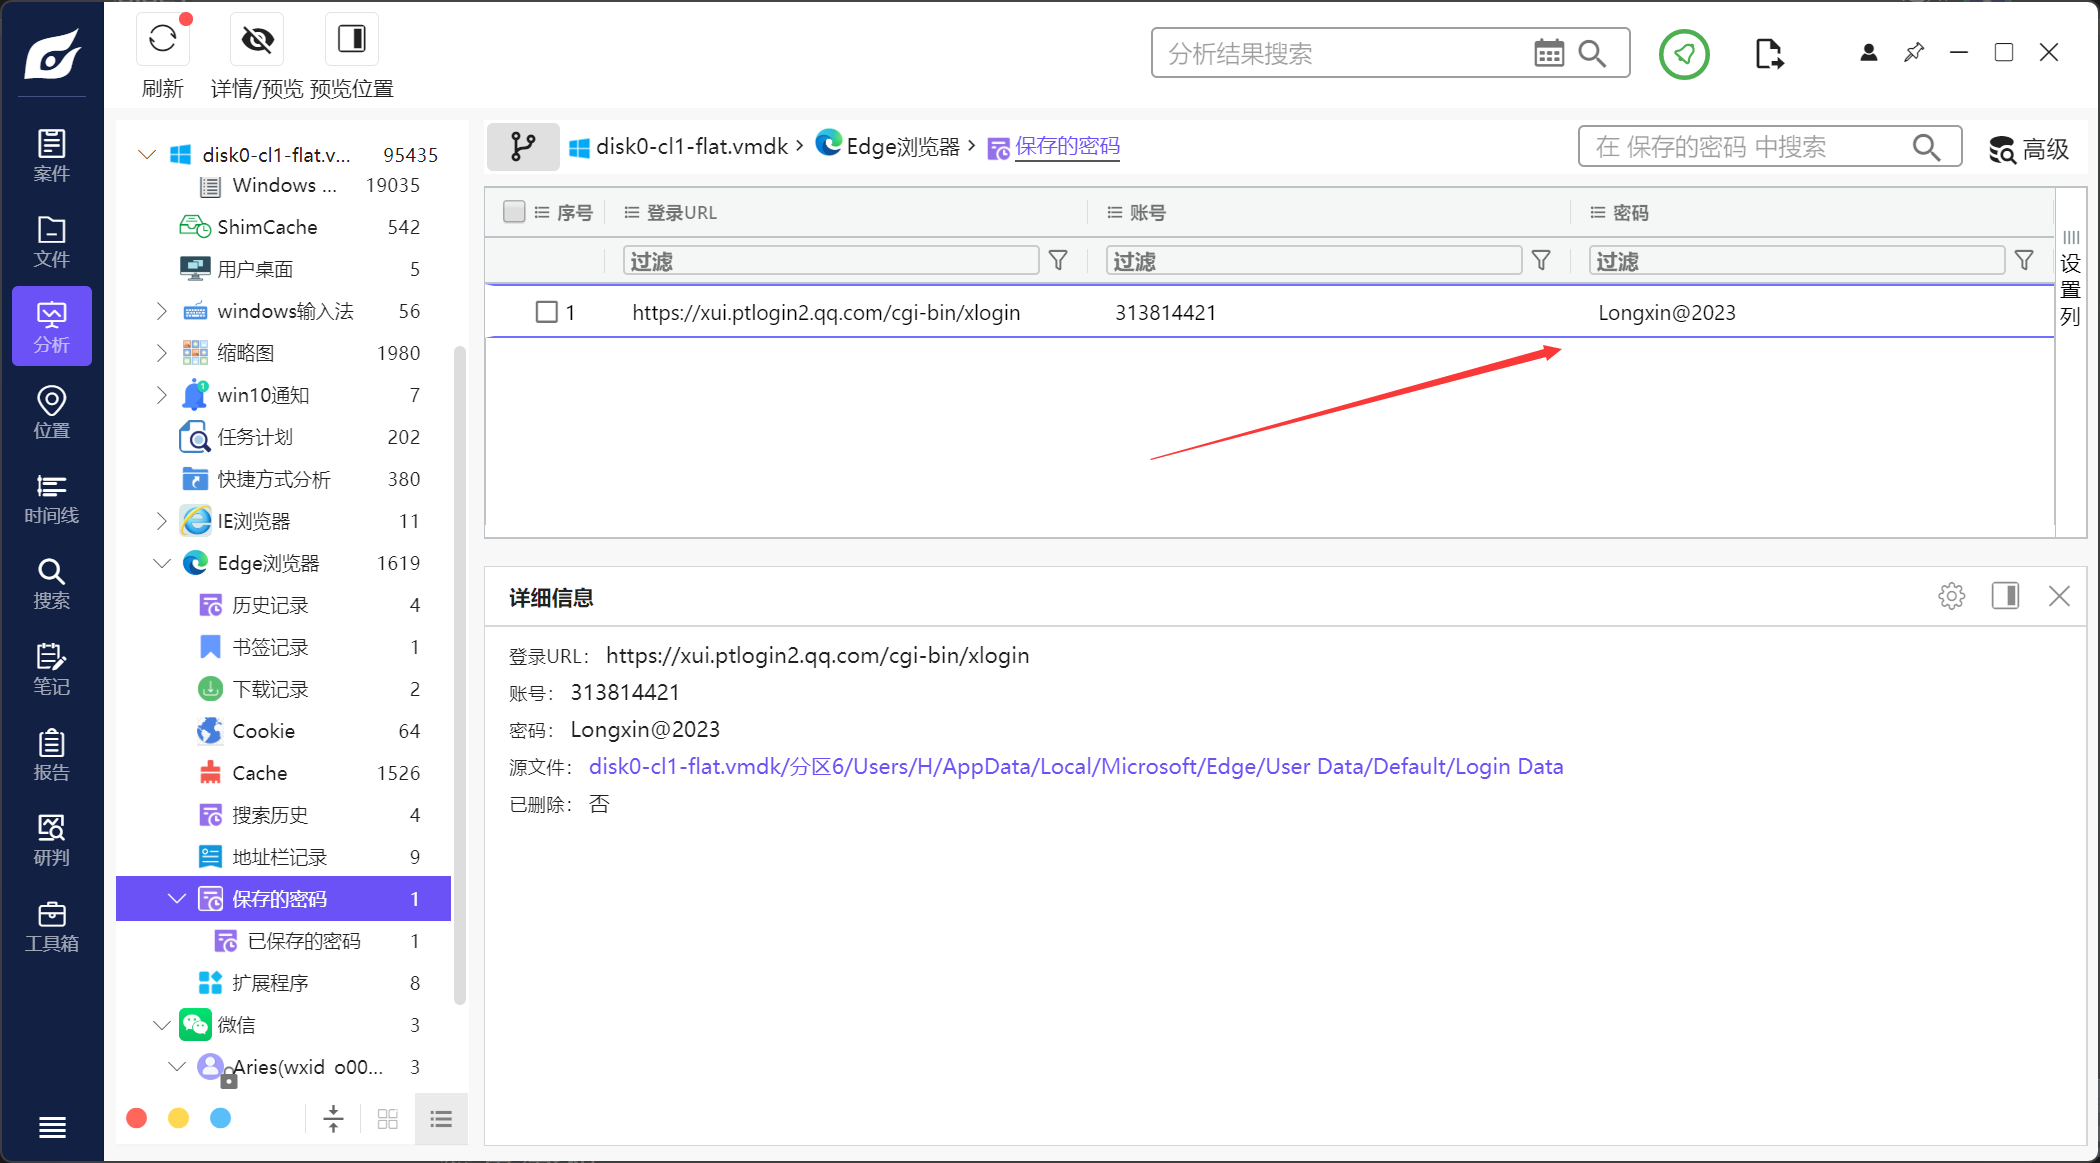 刷新
详情/预览
预览位置
分析结果搜索
案件
文件
分析
位置
时间线
搜索
笔记
报告
研判
工具箱
disk0-cl1-flat.v... 95435
Windows ... 19035
ShimCache 542
用户桌面 5
windows输入法 56
缩略图 1980
win10通知 7
任务计划 202
快捷方式分析 380
IE浏览器 11
Edge浏览器 1619
历史记录 4
书签记录 1
下载记录 2
Cookie 64
Cache 1526
搜索历史 4
地址栏记录 9
保存的密码 1
已保存的密码 1
扩展程序 8
微信 3
Aries(wxid_o00... 3
disk0-cl1-flat.vmdk › Edge浏览器 › 保存的密码
在 保存的密码 中搜索
高级
序号 登录URL 账号 密码
过滤 过滤 过滤
1 https://xui.ptlogin2.qq.com/cgi-bin/xlogin 313814421 Longxin@2023
设置列
详细信息
登录URL: https://xui.ptlogin2.qq.com/cgi-bin/xlogin
账号: 313814421
密码: Longxin@2023
源文件: disk0-cl1-flat.vmdk/分区6/Users/H/AppData/Local/Microsoft/Edge/User Data/Default/Login Data
已删除: 否